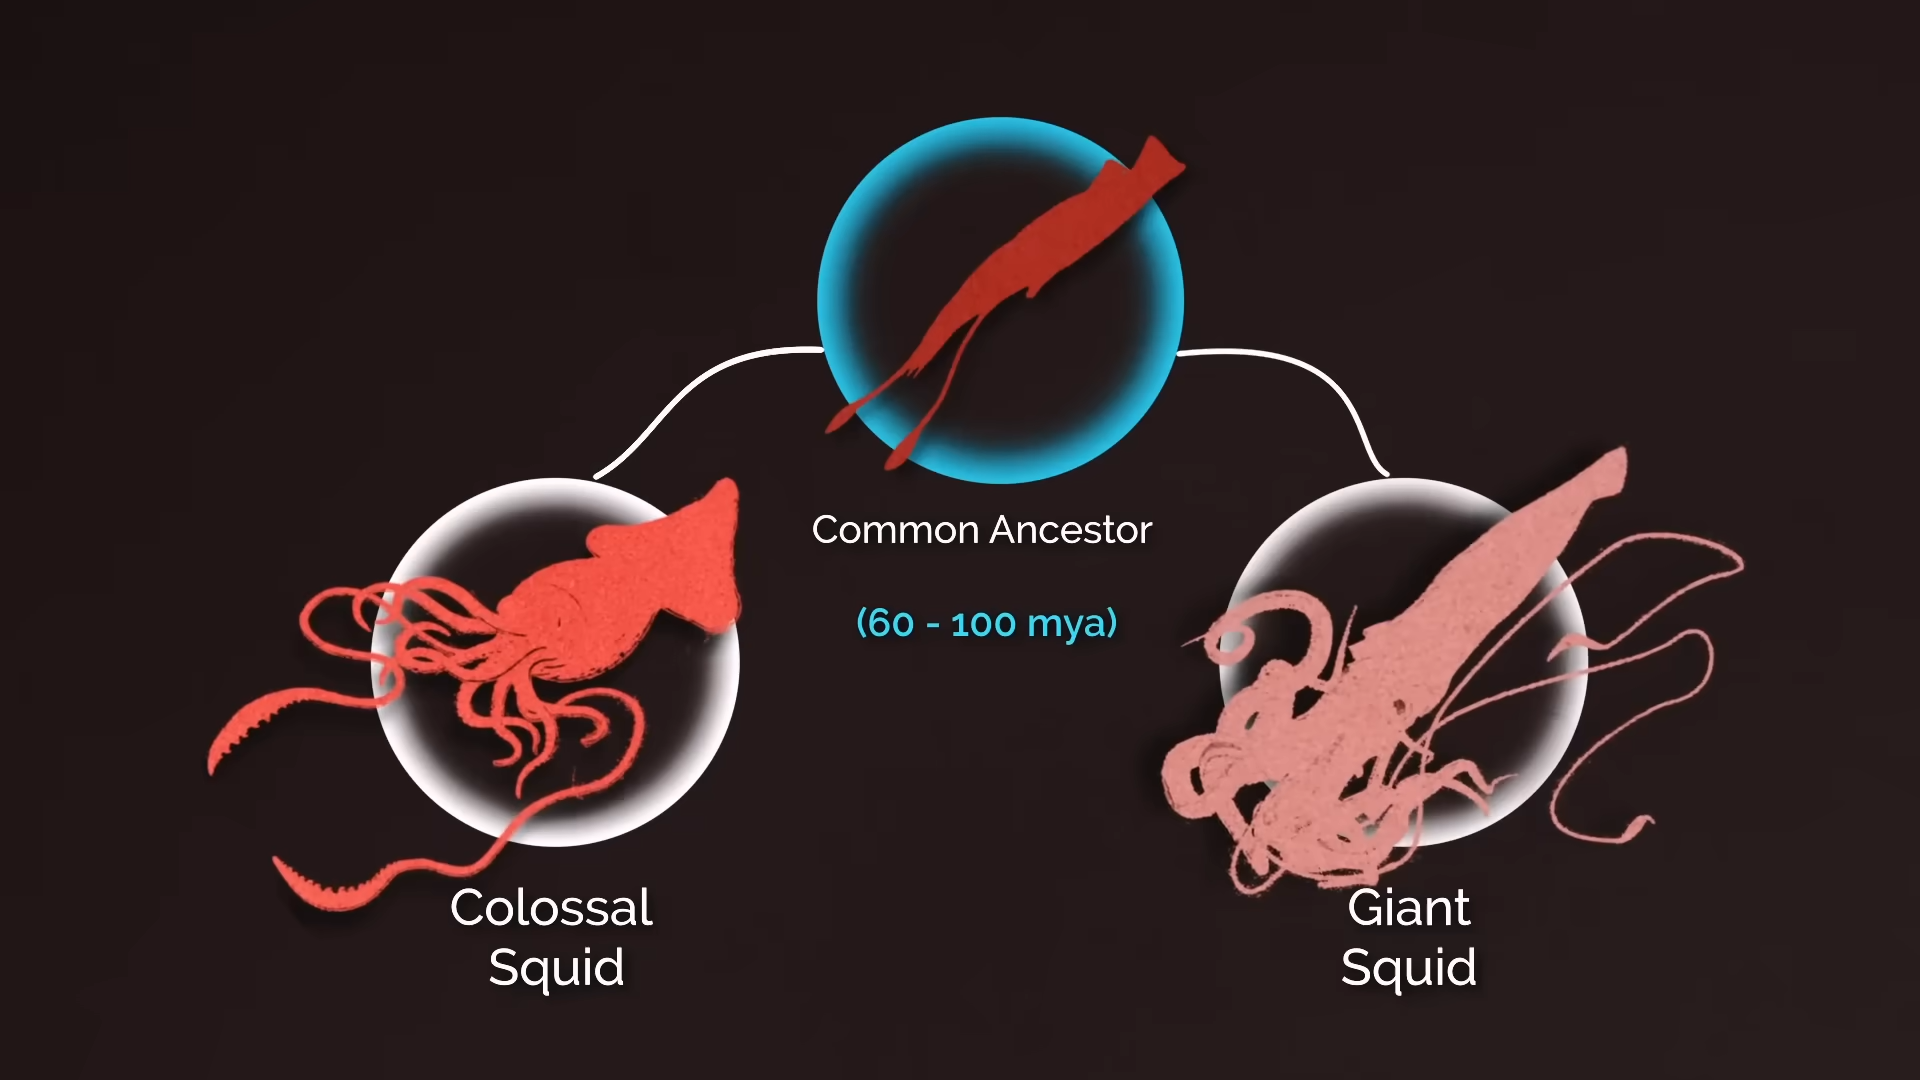 Common Ancestor
(60 - 100 mya)
Colossal
Squid
Giant
Squid